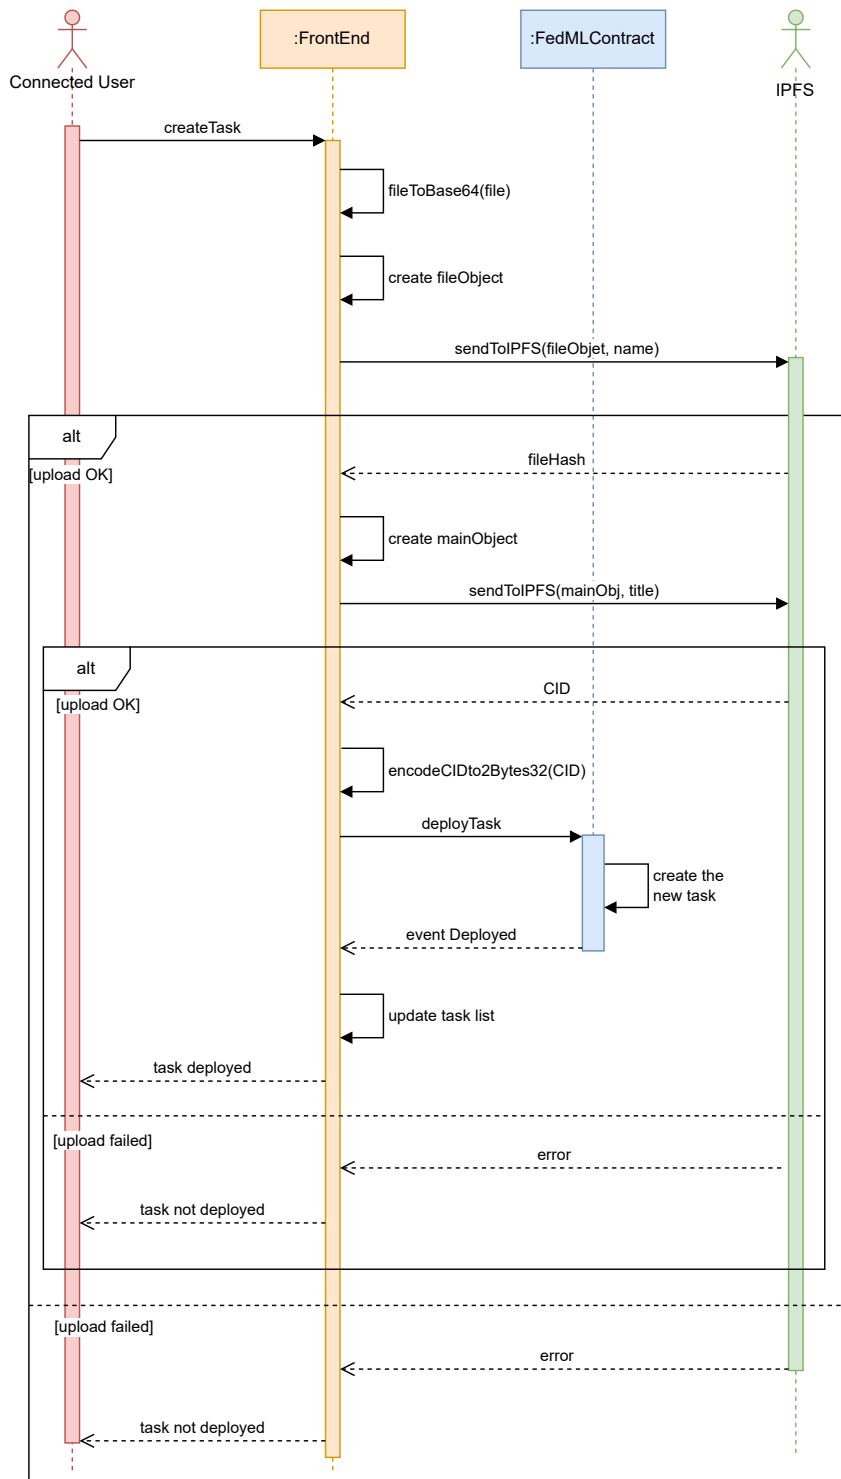 :FrontEnd
:FedMLContract
Connected User
IPFS
createTask
fileToBase64(file)
create fileObject
sendToIPFS(fileObjet, name)
alt
[upload OK]
fileHash
create mainObject
sendToIPFS(mainObj, title)
alt
[upload OK]
CID
encodeCIDto2Bytes32(CID)
deployTask
create the
new task
event Deployed
update task list
task deployed
[upload failed]
error
task not deployed
[upload failed]
error
task not deployed